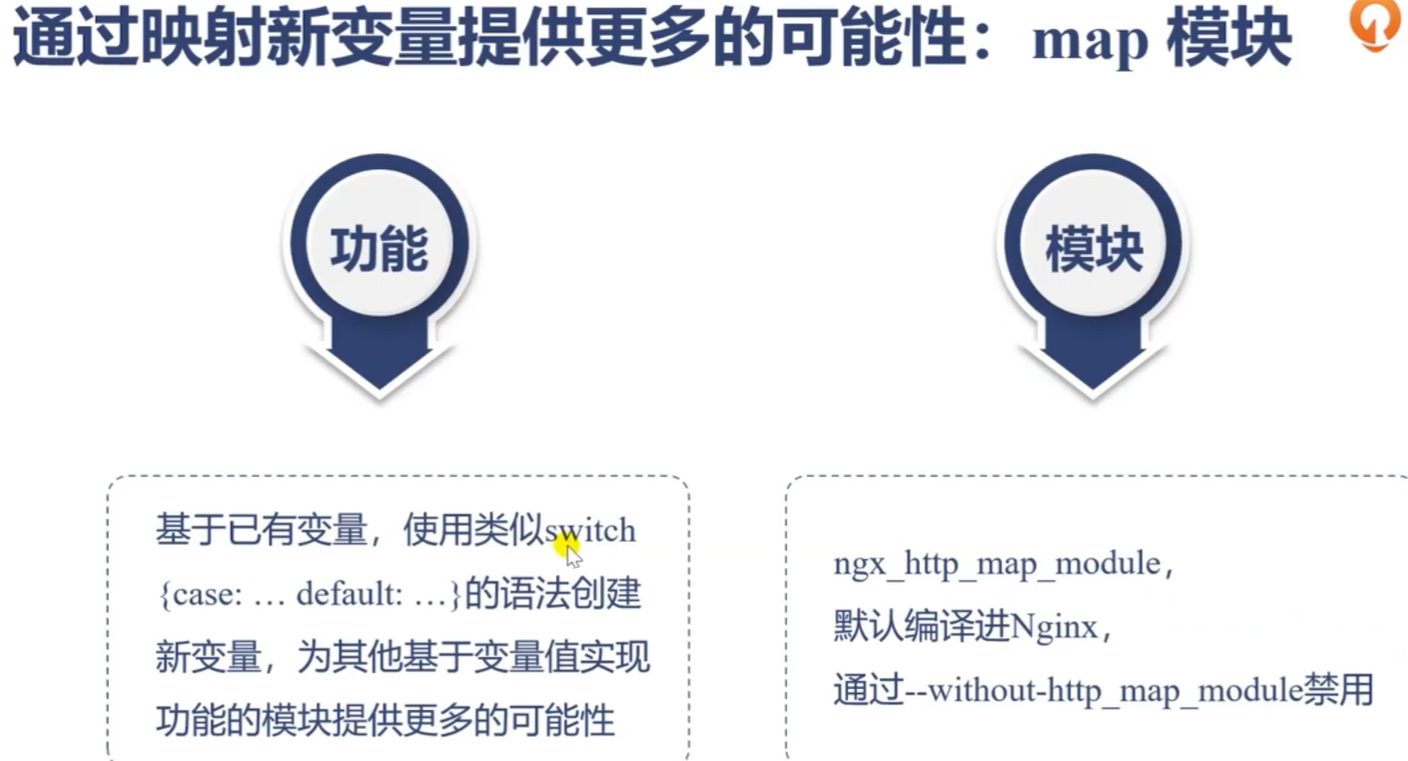 通过映射新变量提供更多的可能性：map 模块
功能
模块
基于已有变量，使用类似switch
{case: … default: …}的语法创建
新变量，为其他基于变量值实现
功能的模块提供更多的可能性
ngx_http_map_module，
默认编译进Nginx，
通过--without-http_map_module禁用